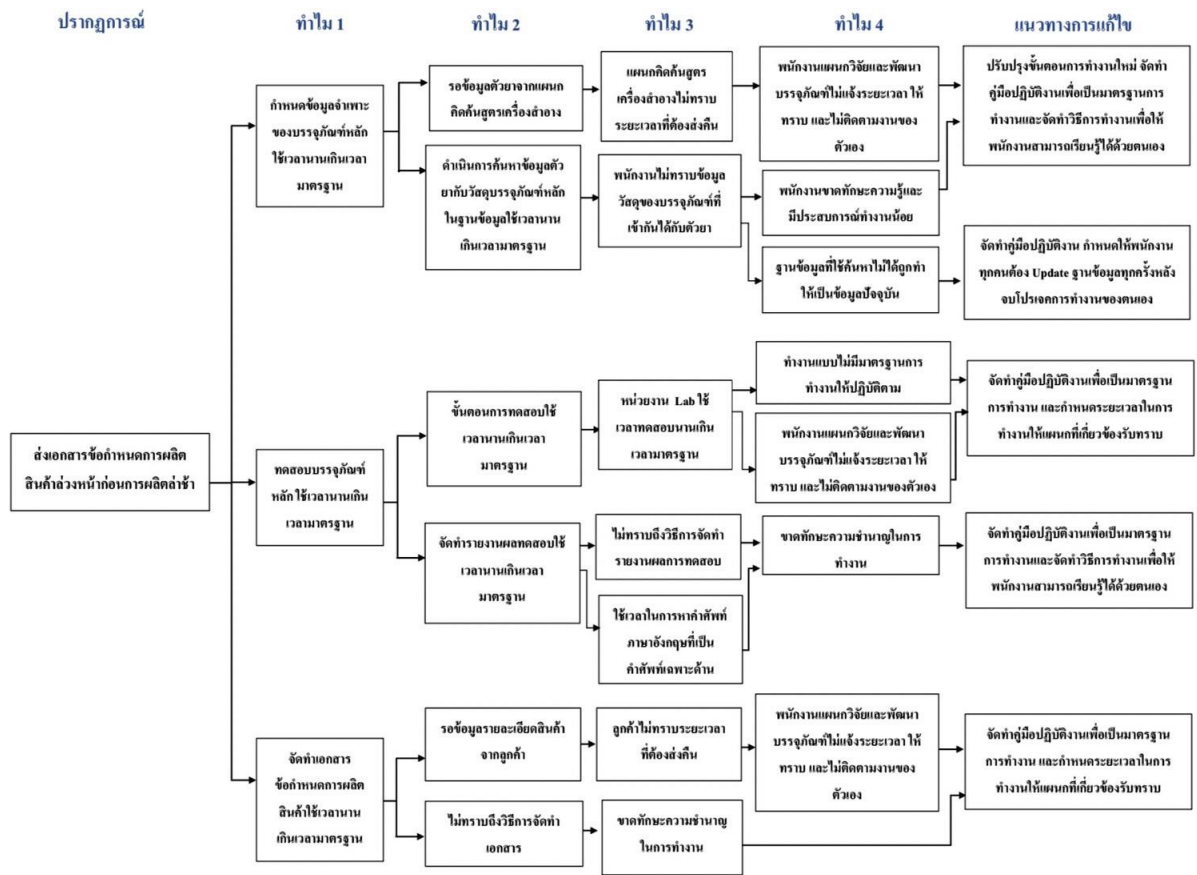 ปรากฏการณ์
ทำไม 1
ทำไม 2
ทำไม 3
ทำไม 4
แนวทางการแก้ไข
ส่งเอกสารข้อกำหนดการผลิต
สินค้าล่วงหน้าก่อนการผลิตล่าช้า
กำหนดข้อมูลจำเพาะ
ของบรรจุภัณฑ์หลัก
ใช้เวลานานเกินเวลา
มาตรฐาน
รอข้อมูลตัวยาจากแผนก
คิดค้นสูตรเครื่องสำอาง
แผนกคิดค้นสูตร
เครื่องสำอางไม่ทราบ
ระยะเวลาที่ต้องส่งคืน
พนักงานแผนกวิจัยและพัฒนา
บรรจุภัณฑ์ไม่แจ้งระยะเวลา ให้
ทราบ และไม่ติดตามงานของ
ตัวเอง
ปรับปรุงขั้นตอนการทำงานใหม่ จัดทำ
คู่มือปฏิบัติงานเพื่อเป็นมาตรฐานการ
ทำงานและจัดทำวิธีการทำงานเพื่อให้
พนักงานสามารถเรียนรู้ได้ด้วยตนเอง
ดำเนินการค้นหาข้อมูลตัว
ยากับวัสดุบรรจุภัณฑ์หลัก
ในฐานข้อมูลใช้เวลานาน
เกินเวลามาตรฐาน
พนักงานไม่ทราบข้อมูล
วัสดุของบรรจุภัณฑ์ที่
เข้ากันได้กับตัวยา
พนักงานขาดทักษะความรู้และ
มีประสบการณ์ทำงานน้อย
ฐานข้อมูลที่ใช้ค้นหาไม่ได้ถูกทำ
ให้เป็นข้อมูลปัจจุบัน
จัดทำคู่มือปฏิบัติงาน กำหนดให้พนักงาน
ทุกคนต้อง Update ฐานข้อมูลทุกครั้งหลัง
จบโปรเจคการทำงานของตนเอง
ทดสอบบรรจุภัณฑ์
หลัก ใช้เวลานานเกิน
เวลามาตรฐาน
ขั้นตอนการทดสอบใช้
เวลานานเกินเวลา
มาตรฐาน
หน่วยงาน Lab ใช้
เวลาทดสอบนานเกิน
เวลามาตรฐาน
ทำงานแบบไม่มีมาตรฐานการ
ทำงานให้ปฏิบัติตาม
พนักงานแผนกวิจัยและพัฒนา
บรรจุภัณฑ์ไม่แจ้งระยะเวลา ให้
ทราบ และไม่ติดตามงานของตัวเอง
จัดทำคู่มือปฏิบัติงานเพื่อเป็นมาตรฐาน
การทำงาน และกำหนดระยะเวลาในการ
ทำงานให้แผนกที่เกี่ยวข้องรับทราบ
จัดทำรายงานผลทดสอบใช้
เวลานานเกินเวลา
มาตรฐาน
ไม่ทราบถึงวิธีการจัดทำ
รายงานผลการทดสอบ
ใช้เวลาในการหาคำศัพท์
ภาษาอังกฤษที่เป็น
คำศัพท์เฉพาะด้าน
ขาดทักษะความชำนาญในการ
ทำงาน
จัดทำคู่มือปฏิบัติงานเพื่อเป็นมาตรฐาน
การทำงานและจัดทำวิธีการทำงานเพื่อให้
พนักงานสามารถเรียนรู้ได้ด้วยตนเอง
จัดทำเอกสาร
ข้อกำหนดการผลิต
สินค้าใช้เวลานาน
เกินเวลามาตรฐาน
รอข้อมูลรายละเอียดสินค้า
จากลูกค้า
ลูกค้าไม่ทราบระยะเวลา
ที่ต้องส่งคืน
พนักงานแผนกวิจัยและพัฒนา
บรรจุภัณฑ์ไม่แจ้งระยะเวลา ให้
ทราบ และไม่ติดตามงานของ
ตัวเอง
ไม่ทราบถึงวิธีการจัดทำ
เอกสาร
ขาดทักษะความชำนาญ
ในการทำงาน
จัดทำคู่มือปฏิบัติงานเพื่อเป็นมาตรฐาน
การทำงาน และกำหนดระยะเวลาในการ
ทำงานให้แผนกที่เกี่ยวข้องรับทราบ